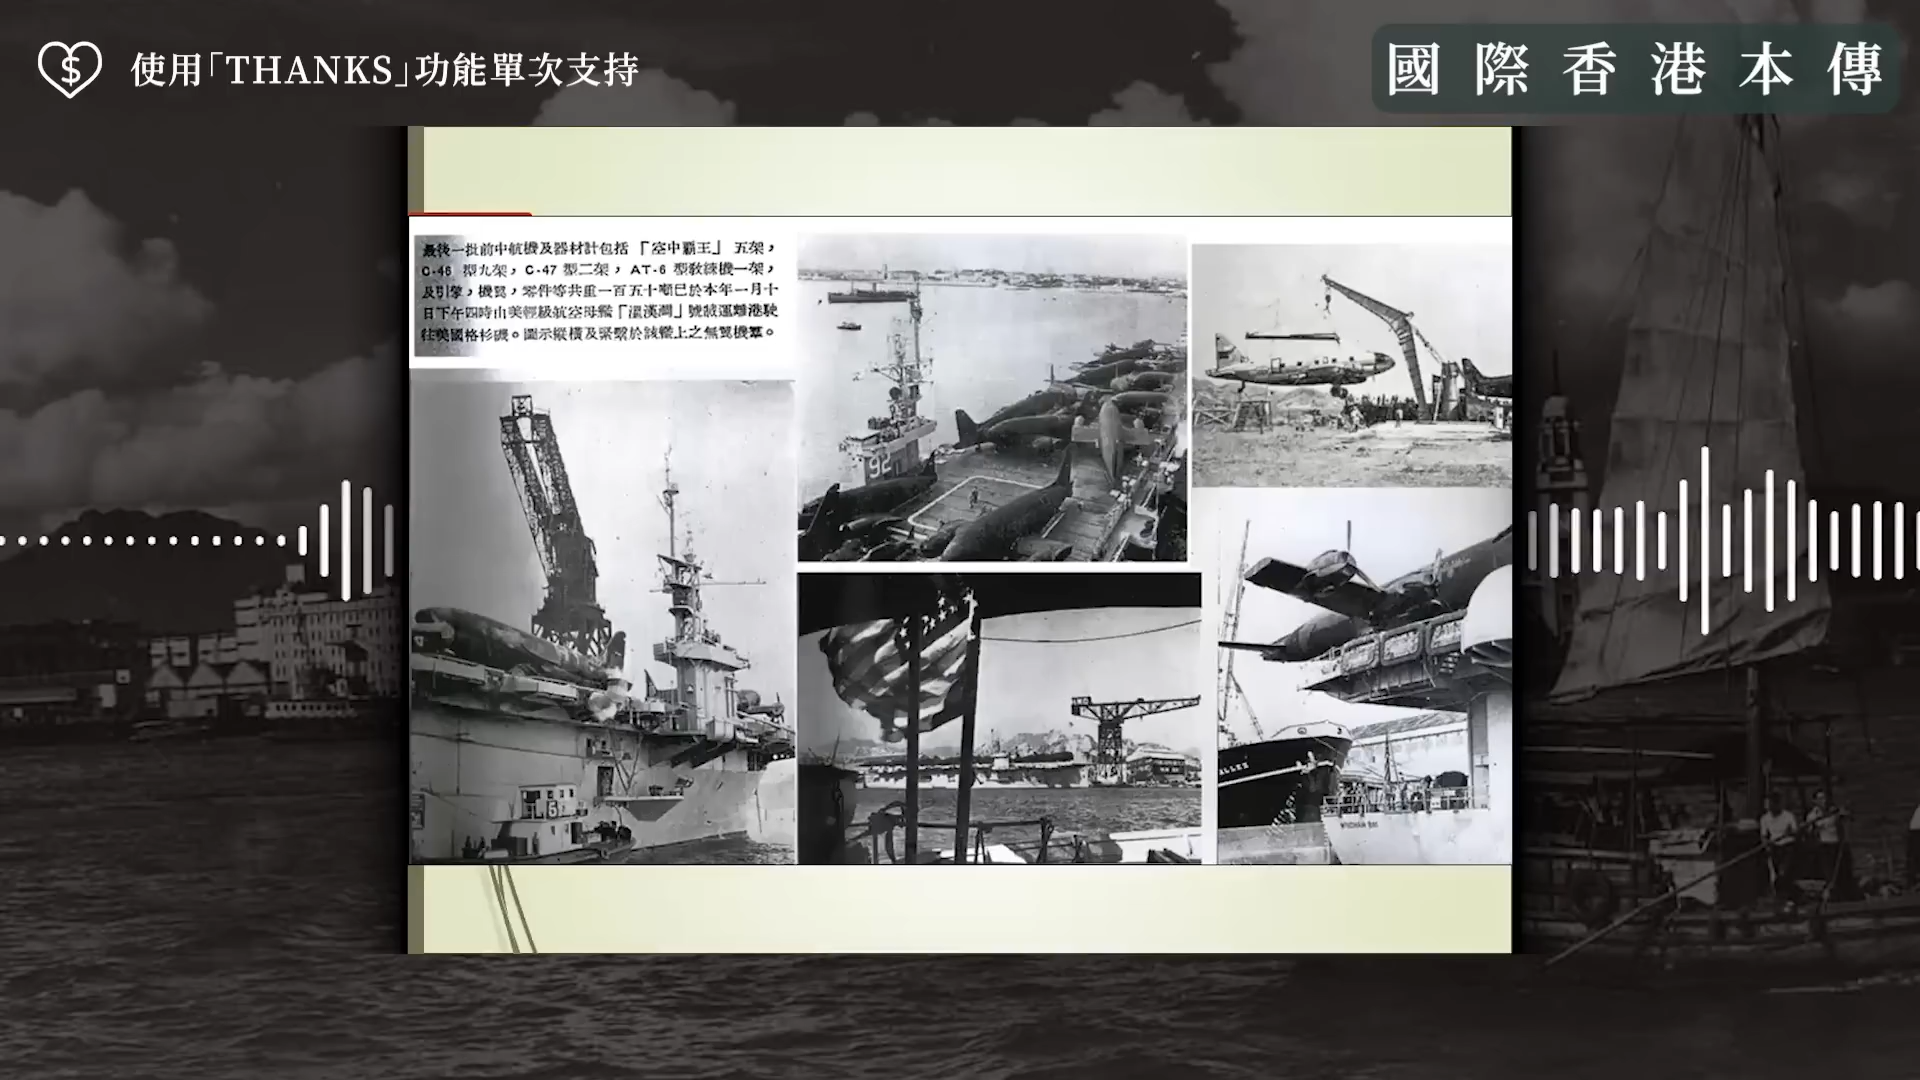 使用「THANKS」功能單次支持
國際香港本傳
最後一批前中航機及器材計包括「空中霸王」五架，
C-46 型九架，C-47 型二架，AT-6 型教練機一架，
及引擎，機翼，零件等共重一百五十噸已於本年一月十
日下午四時由美輕級航空母艦「溫漢灣」號載運離港駛
往美國格杉磯。圖示縱橫及緊繫於該艦上之無翼機羣。
92
5